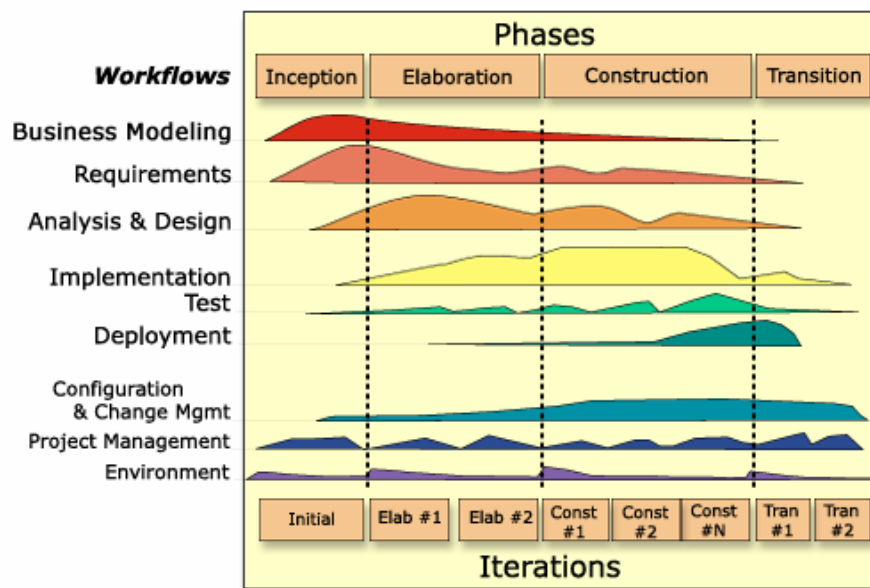 Phases
Workflows
Inception
Elaboration
Construction
Transition
Business Modeling
Requirements
Analysis & Design
Implementation
Test
Deployment
Configuration
& Change Mgmt
Project Management
Environment
Initial
Elab #1
Elab #2
Const
#1
Const
#2
Const
#N
Tran
#1
Tran
#2
Iterations